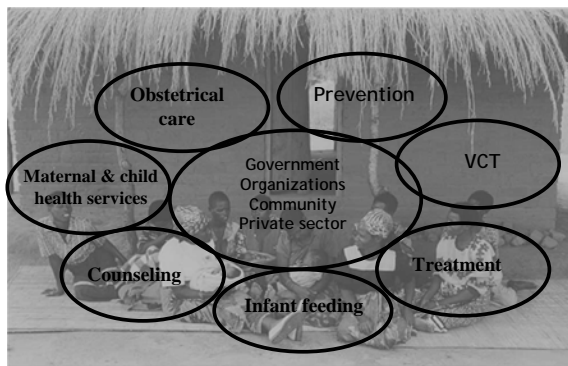 Obstetrical
care
Prevention
Maternal & child
health services
Government
Organizations
Community
Private sector
VCT
Counseling
Infant feeding
Treatment